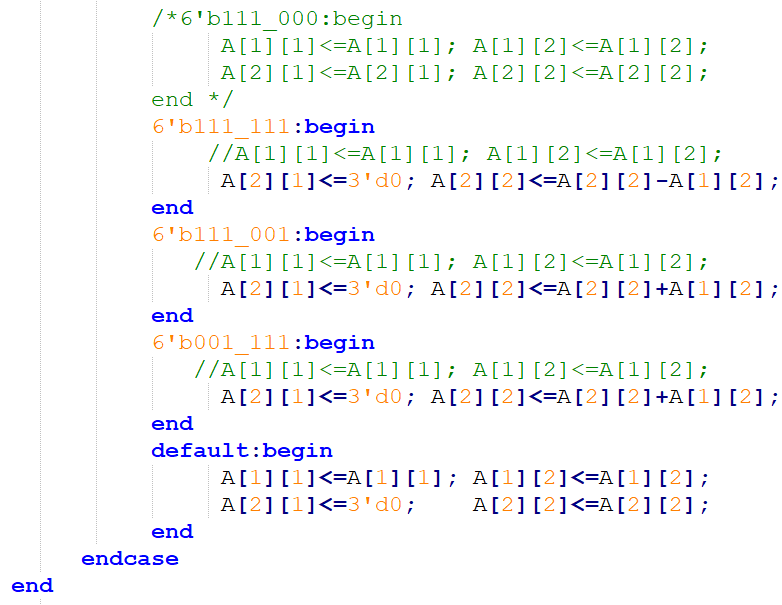 /*6'b111_000:begin
A[1][1]<=A[1][1]; A[1][2]<=A[1][2];
A[2][1]<=A[2][1]; A[2][2]<=A[2][2];
end */
6'b111_111:begin
//A[1][1]<=A[1][1]; A[1][2]<=A[1][2];
A[2][1]<=3'd0; A[2][2]<=A[2][2]-A[1][2];
end
6'b111_001:begin
//A[1][1]<=A[1][1]; A[1][2]<=A[1][2];
A[2][1]<=3'd0; A[2][2]<=A[2][2]+A[1][2];
end
6'b001_111:begin
//A[1][1]<=A[1][1]; A[1][2]<=A[1][2];
A[2][1]<=3'd0; A[2][2]<=A[2][2]+A[1][2];
end
default:begin
A[1][1]<=A[1][1]; A[1][2]<=A[1][2];
A[2][1]<=3'd0;    A[2][2]<=A[2][2];
end
endcase
end